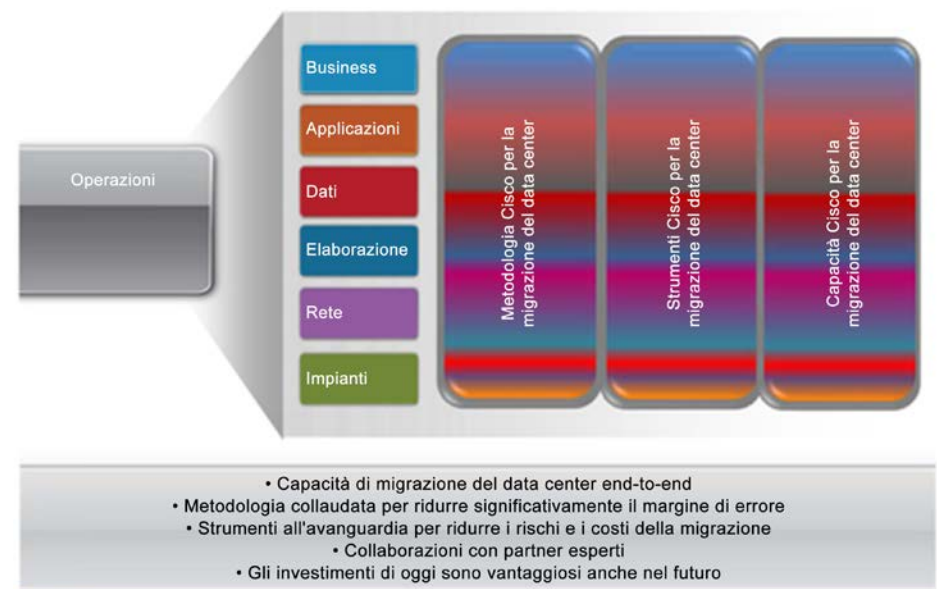 Operazioni
Business
Applicazioni
Dati
Elaborazione
Rete
Impianti
Metodologia Cisco per la
migrazione del data center
Strumenti Cisco per la
migrazione del data center
Capacità Cisco per la
migrazione del data center
• Capacità di migrazione del data center end-to-end
• Metodologia collaudata per ridurre significativamente il margine di errore
• Strumenti all'avanguardia per ridurre i rischi e i costi della migrazione
• Collaborazioni con partner esperti
• Gli investimenti di oggi sono vantaggiosi anche nel futuro